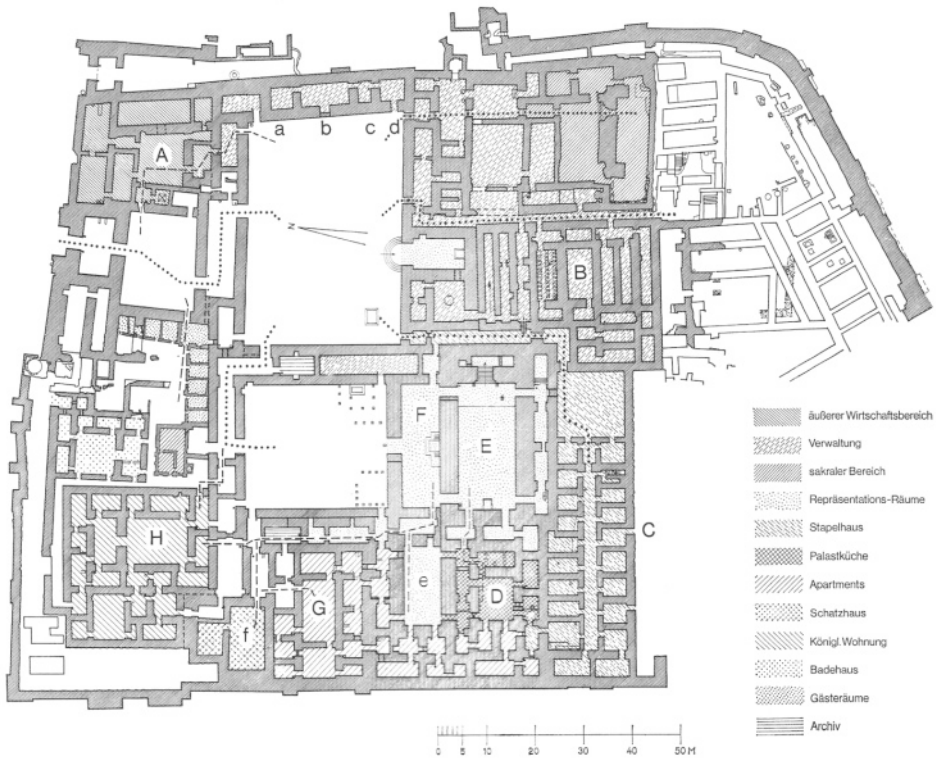 a b c d
A
N
B
F
E
C
H
e
D
G
f
äußerer Wirtschaftsbereich
Verwaltung
sakraler Bereich
Repräsentations-Räume
Stapelhaus
Palastküche
Apartments
Schatzhaus
Königl. Wohnung
Badehaus
Gästeräume
Archiv
0 5 10 20 30 40 50 M